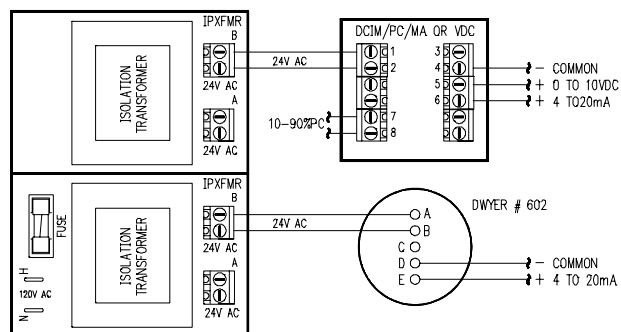 IPXFMR
B
24V AC
A
24V AC
ISOLATION
TRANSFORMER
24V AC
DCIM/PC/MA OR VDC
1
2
7
8
3
4
5
6
10-90%PC
- COMMON
+ 0 TO 10VDC
+ 4 TO20mA
IPXFMR
B
24V AC
A
24V AC
ISOLATION
TRANSFORMER
FUSE
H
120V AC
N
24V AC
DWYER # 602
A
B
C
D
E
- COMMON
+ 4 TO 20mA